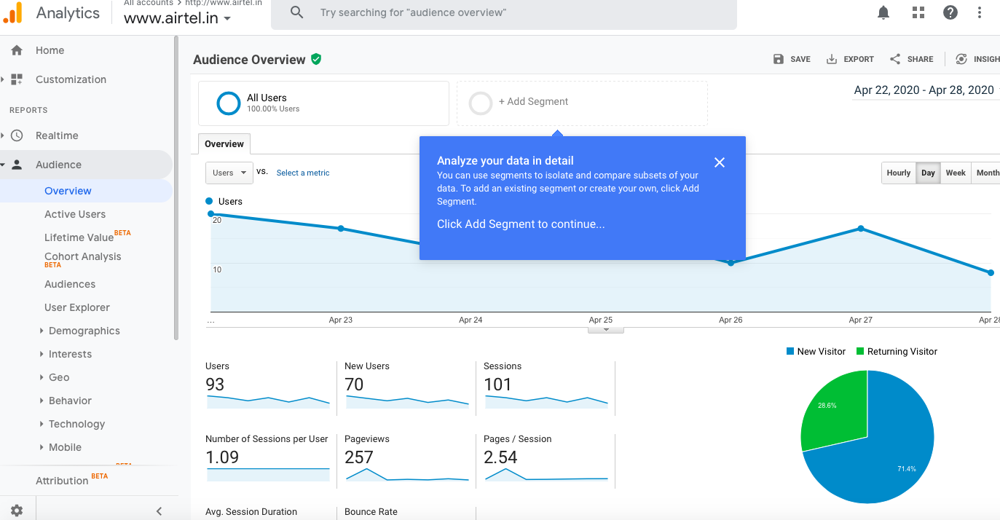 All accounts > http://www.airtel.in
Analytics
www.airtel.in
Try searching for "audience overview"
Home
Customization
REPORTS
Realtime
Audience
Overview
Active Users
Lifetime Value BETA
Cohort Analysis
BETA
Audiences
User Explorer
Demographics
Interests
Geo
Behavior
Technology
Mobile
BETA
Attribution BETA
Audience Overview
SAVE
EXPORT
SHARE
INSIGH
All Users
100.00% Users
+ Add Segment
Apr 22, 2020 - Apr 28, 2020
Overview
Users
vs.
Select a metric
Hourly
Day
Week
Month
Analyze your data in detail
You can use segments to isolate and compare subsets of your
data. To add an existing segment or create your own, click Add
Segment.
Click Add Segment to continue...
Users
20
10
...
Apr 23
Apr 24
Apr 25
Apr 26
Apr 27
Apr 28
Users
93
New Users
70
Sessions
101
Number of Sessions per User
1.09
Pageviews
257
Pages / Session
2.54
Avg. Session Duration
Bounce Rate
New Visitor
Returning Visitor
28.6%
71.4%